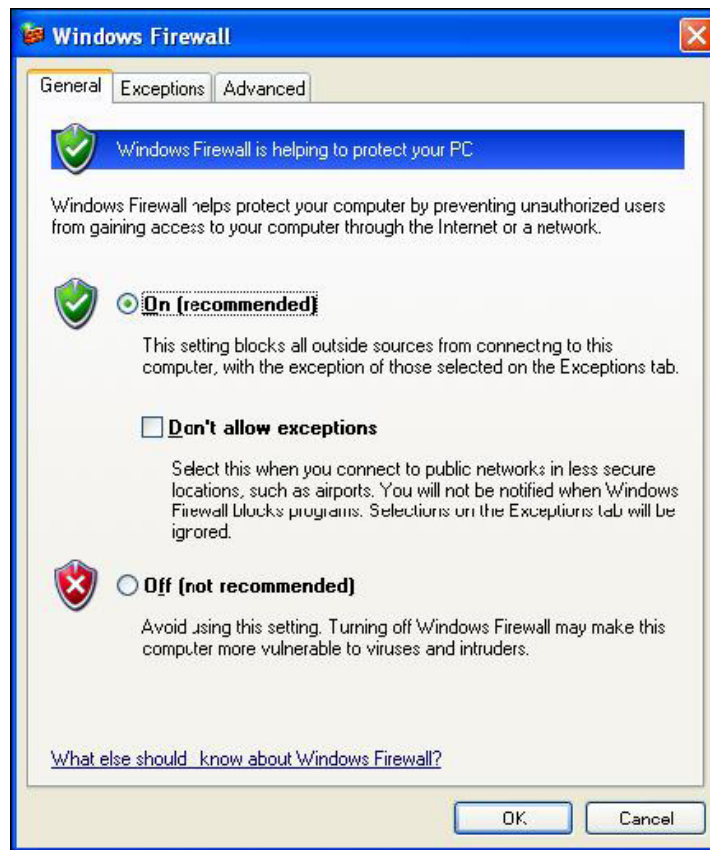 Windows Firewall
General
Exceptions
Advanced
Windows Firewall is helping to protect your PC
Windows Firewall helps protect your computer by preventing unauthorized users
from gaining access to your computer through the Internet or a network.
On (recommended)
This setting blocks all outside sources from connecting to this
computer, with the exception of those selected on the Exceptions tab.
Don't allow exceptions
Select this when you connect to public networks in less secure
locations, such as airports. You will not be notified when Windows
Firewall blocks programs. Selections on the Exceptions tab will be
ignored.
Off (not recommended)
Avoid using this setting. Turning off Windows Firewall may make this
computer more vulnerable to viruses and intruders.
What else should know about Windows Firewall?
OK
Cancel